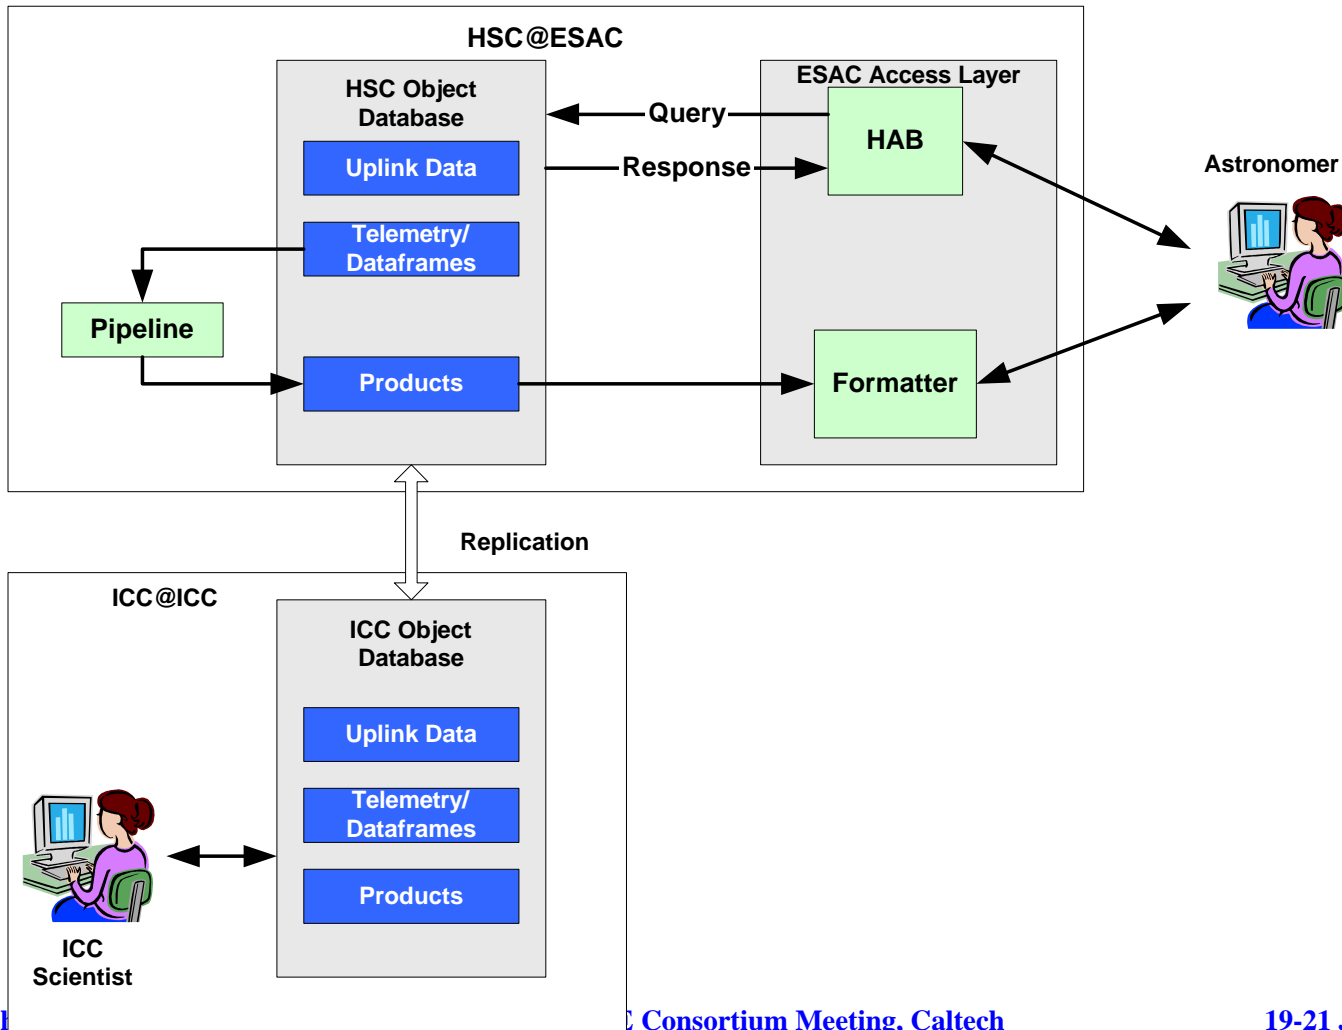 HSC@ESAC
HSC Object
Database
Uplink Data
Telemetry/
Dataframes
Products
Pipeline
Query
Response
ESAC Access Layer
HAB
Formatter
Astronomer
Replication
ICC@ICC
ICC Object
Database
Uplink Data
Telemetry/
Dataframes
Products
ICC
Scientist
Consortium Meeting, Caltech
19-21